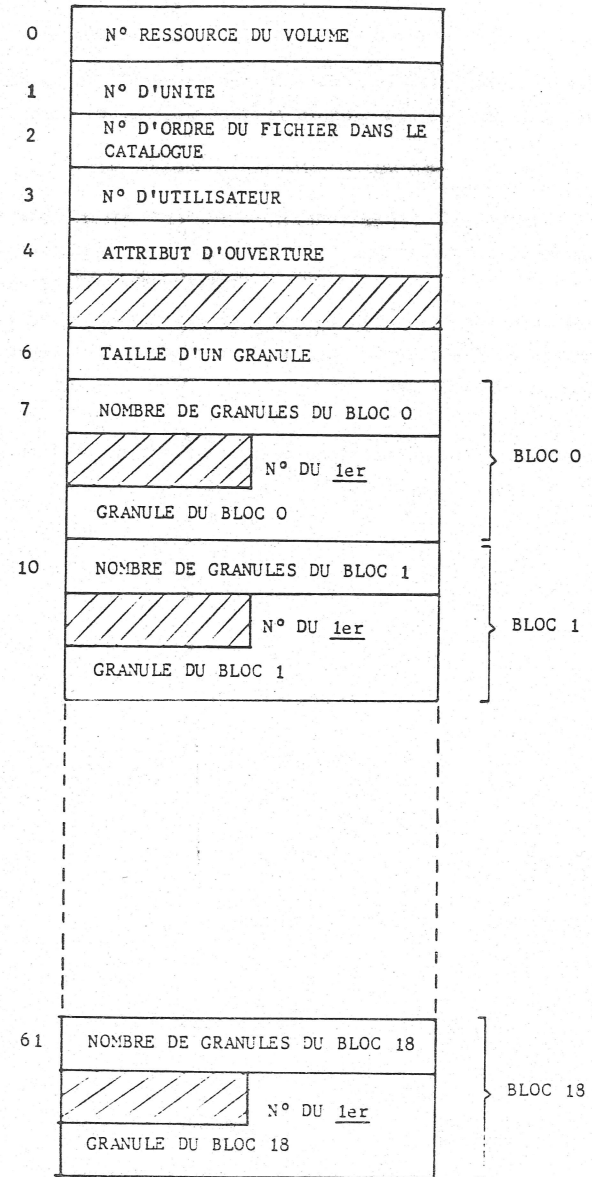 0 N° RESSOURCE DU VOLUME
1 N° D'UNITE
2 N° D'ORDRE DU FICHIER DANS LE
CATALOGUE
3 N° D'UTILISATEUR
4 ATTRIBUT D'OUVERTURE
6 TAILLE D'UN GRANULE
7 NOMBRE DE GRANULES DU BLOC 0
N° DU 1er
BLOC 0
GRANULE DU BLOC 0
10 NOMBRE DE GRANULES DU BLOC 1
N° DU 1er
BLOC 1
GRANULE DU BLOC 1
61 NOMBRE DE GRANULES DU BLOC 18
N° DU 1er
BLOC 18
GRANULE DU BLOC 18